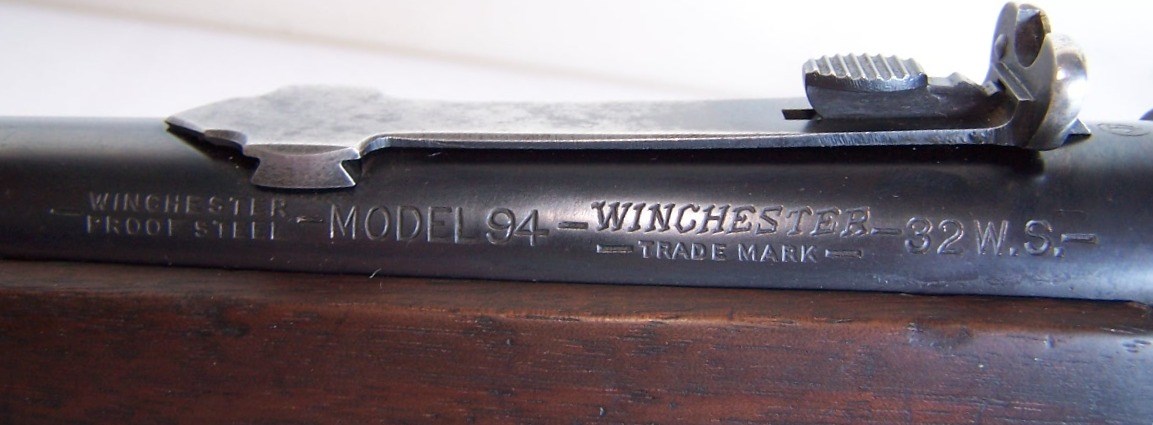 WINCHESTER
PROOF STEEL
-MODEL 94-WINCHESTER-32 W.S.-
-TRADE MARK-